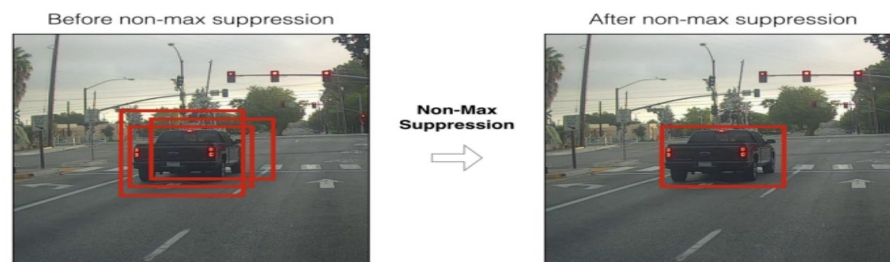 Before non-max suppression
After non-max suppression
Non-Max
Suppression